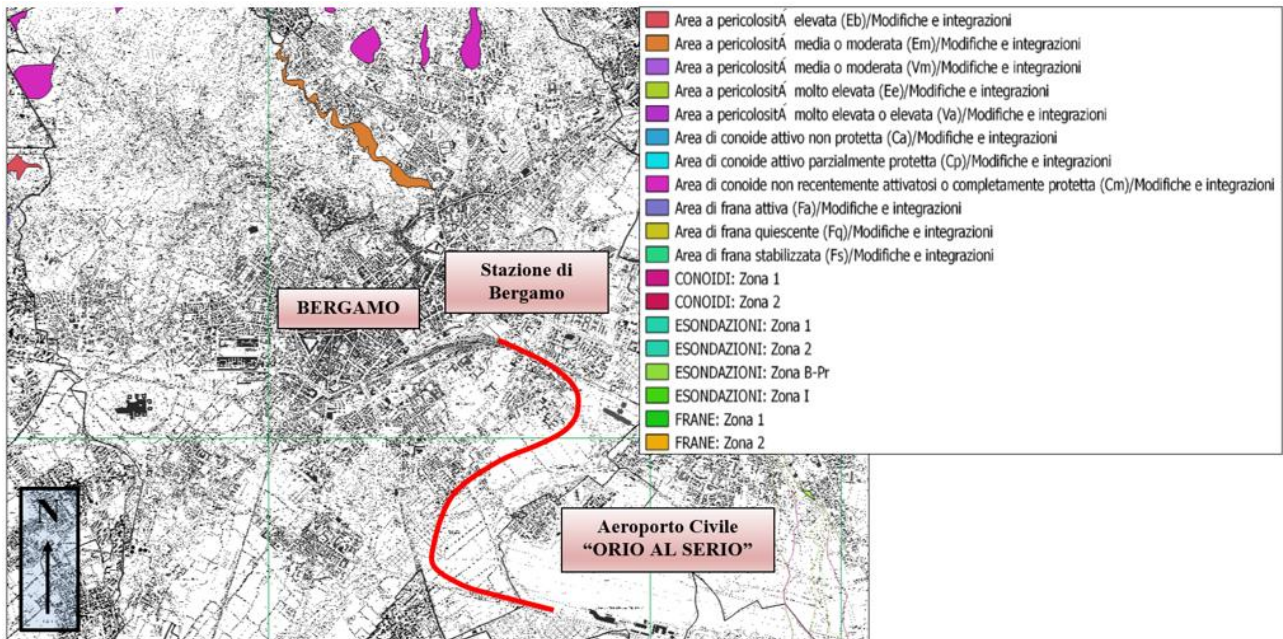 Area a pericolositÁ elevata (Eb)/Modifiche e integrazioni
Area a pericolositÁ media o moderata (Em)/Modifiche e integrazioni
Area a pericolositÁ media o moderata (Vm)/Modifiche e integrazioni
Area a pericolositÁ molto elevata (Ee)/Modifiche e integrazioni
Area a pericolositÁ molto elevata o elevata (Va)/Modifiche e integrazioni
Area di conoide attivo non protetta (Ca)/Modifiche e integrazioni
Area di conoide attivo parzialmente protetta (Cp)/Modifiche e integrazioni
Area di conoide non recentemente attivatosi o completamente protetta (Cm)/Modifiche e integrazioni
Area di frana attiva (Fa)/Modifiche e integrazioni
Area di frana quiescente (Fq)/Modifiche e integrazioni
Area di frana stabilizzata (Fs)/Modifiche e integrazioni
CONOIDI: Zona 1
CONOIDI: Zona 2
ESONDAZIONI: Zona 1
ESONDAZIONI: Zona 2
ESONDAZIONI: Zona B-Pr
ESONDAZIONI: Zona I
FRANE: Zona 1
FRANE: Zona 2
Stazione di
Bergamo
BERGAMO
Aeroporto Civile
“ORIO AL SERIO”
N